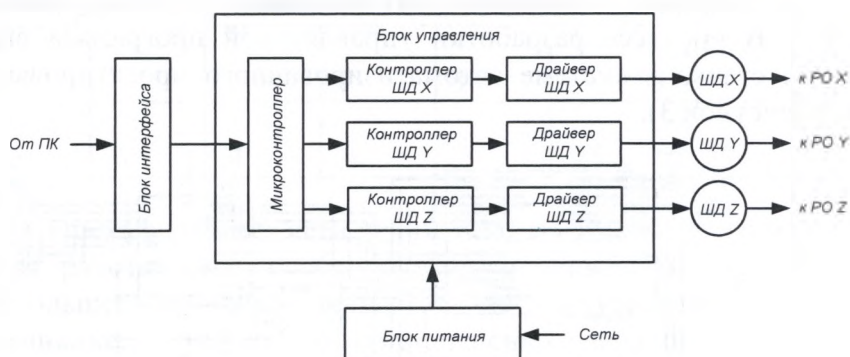 Блок управления
Контроллер
ШД X
Драйвер
ШД X
ШД X
к РО X
От ПК
Блок интерфейса
Микроконтроллер
Контроллер
ШД Y
Драйвер
ШД Y
ШД Y
к РО Y
Контроллер
ШД Z
Драйвер
ШД Z
ШД Z
к РО Z
Блок питания
Сеть